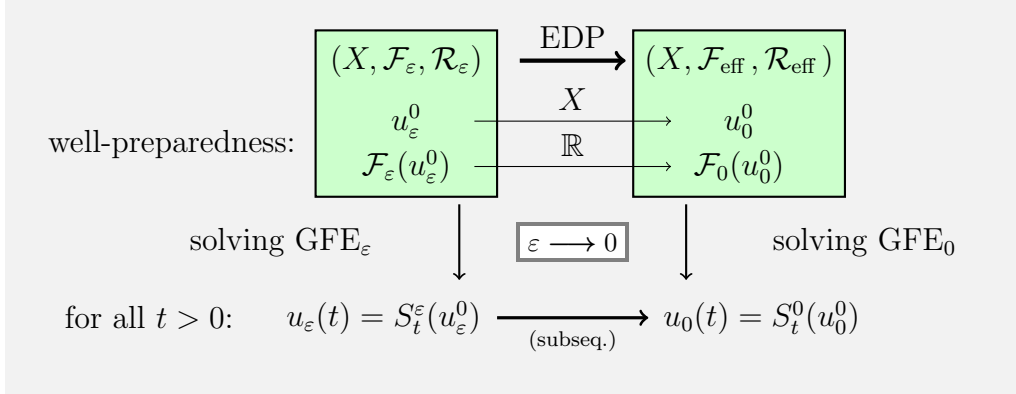 EDP
(X, ℱ_ε, ℛ_ε) (X, ℱ_eff, ℛ_eff)
X
u_ε^0 u_0^0
well-preparedness:
ℝ
ℱ_ε(u_ε^0) ℱ_0(u_0^0)
solving GFE_ε ε ⟶ 0 solving GFE_0
for all t > 0: u_ε(t) = S_t^ε(u_ε^0) u_0(t) = S_t^0(u_0^0)
(subseq.)